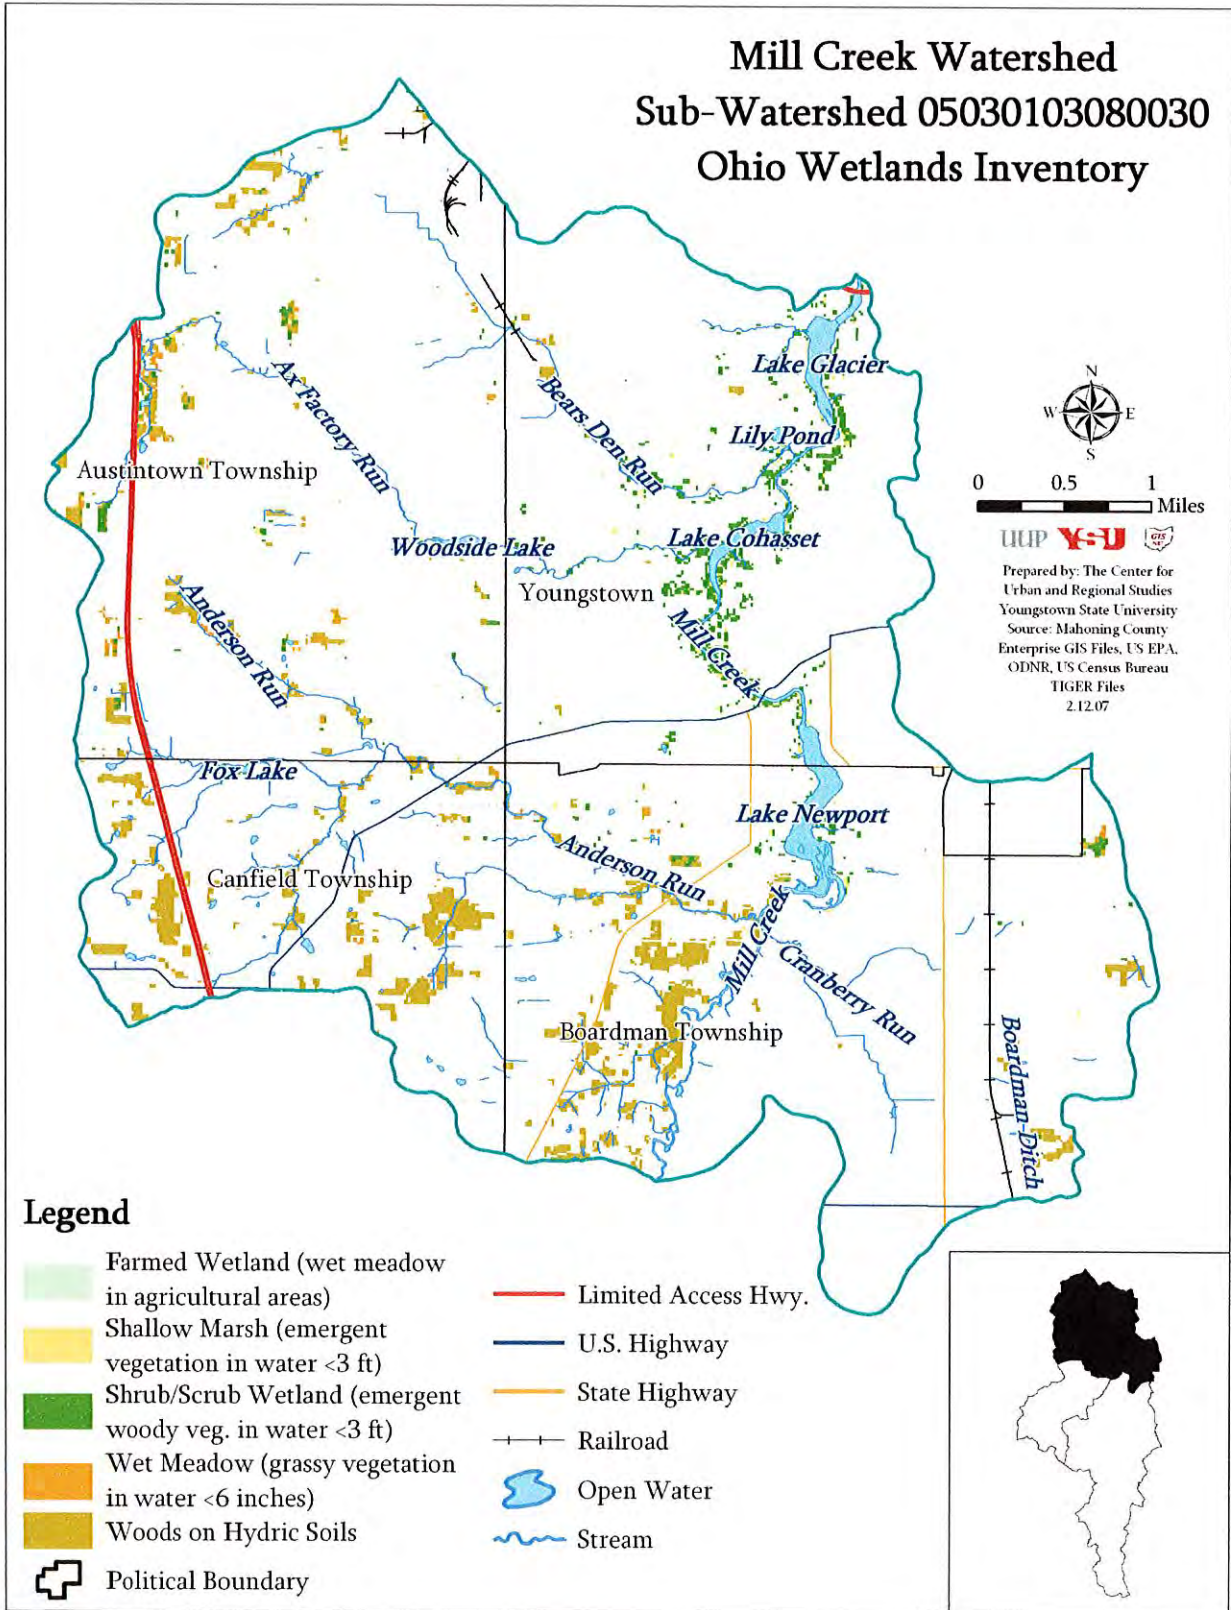 Mill Creek Watershed
Sub-Watershed 05030103080030
Ohio Wetlands Inventory
Lake Glacier
Ax Factory Run
Bears Den Run
Lily Pond
Austintown Township
Woodside Lake
Lake Cohasset
Youngstown
Anderson Run
Mill Creek
Fox Lake
Lake Newport
Anderson Run
Canfield Township
Mill Creek
Cranberry Run
Boardman Township
Boardman Ditch
N
W
E
S
0
0.5
1
Miles
UUP
YSU
GIS
Prepared by: The Center for
Urban and Regional Studies
Youngstown State University
Source: Mahoning County
Enterprise GIS Files, US EPA,
ODNR, US Census Bureau
TIGER Files
2.12.07
Legend
Farmed Wetland (wet meadow
in agricultural areas)
Shallow Marsh (emergent
vegetation in water <3 ft)
Shrub/Scrub Wetland (emergent
woody veg. in water <3 ft)
Wet Meadow (grassy vegetation
in water <6 inches)
Woods on Hydric Soils
Political Boundary
Limited Access Hwy.
U.S. Highway
State Highway
Railroad
Open Water
Stream